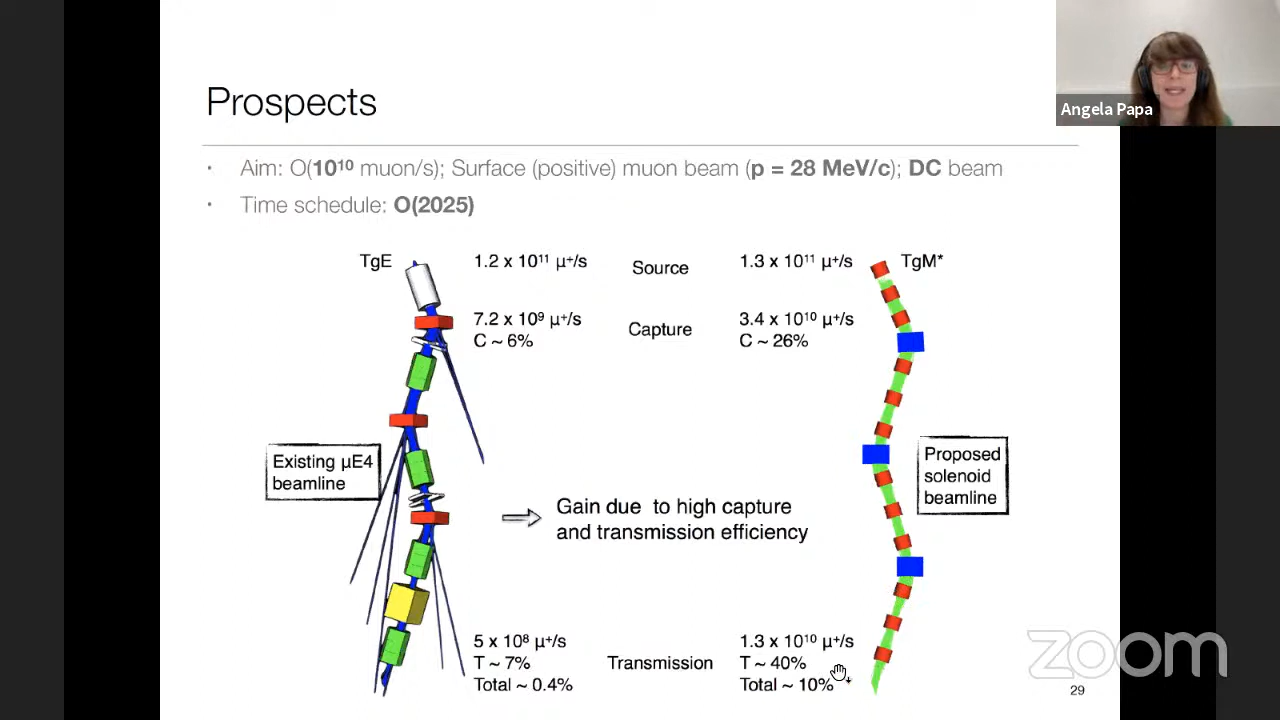 Angela Papa
Prospects
• Aim: O(10¹⁰ muon/s); Surface (positive) muon beam (p = 28 MeV/c); DC beam
• Time schedule: O(2025)
TgE
1.2 x 10¹¹ μ⁺/s
Source
1.3 x 10¹¹ μ⁺/s
TgM*
7.2 x 10⁹ μ⁺/s
C ~ 6%
Capture
3.4 x 10¹⁰ μ⁺/s
C ~ 26%
Existing μE4
beamline
Gain due to high capture
and transmission efficiency
Proposed
solenoid
beamline
5 x 10⁸ μ⁺/s
T ~ 7%
Total ~ 0.4%
Transmission
1.3 x 10¹⁰ μ⁺/s
T ~ 40%
Total ~ 10%
zoom
29